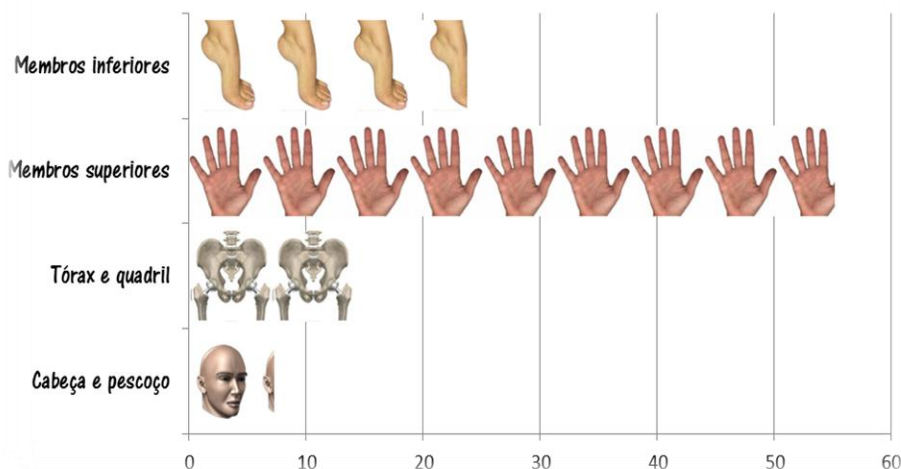 Membros inferiores
Membros superiores
Tórax e quadril
Cabeça e pescoço
0 10 20 30 40 50 60